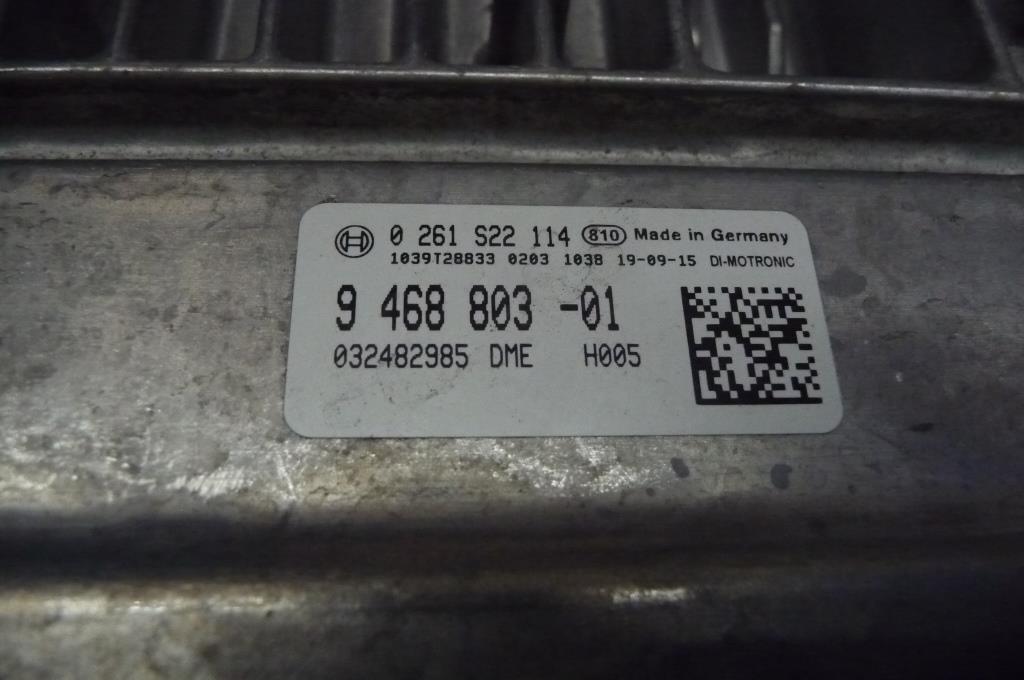 0 261 S22 114 810 Made in Germany
1039T28833 0203 1038 19-09-15 DI-MOTRONIC
9 468 803 -01
032482985 DME H005